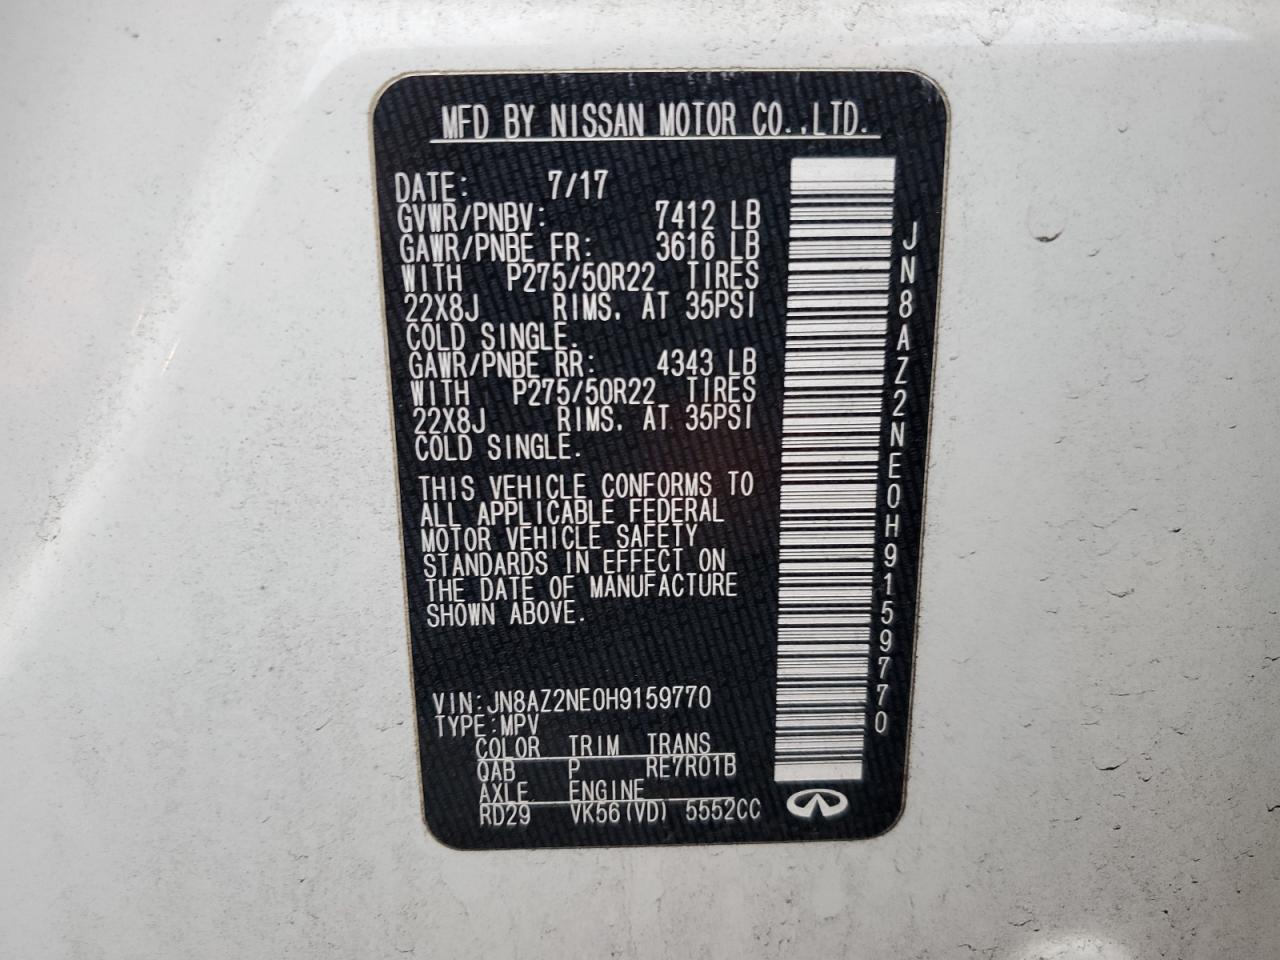 MFD BY NISSAN MOTOR CO.,LTD.
DATE: 7/17
GVWR/PNBV: 7412 LB
GAWR/PNBE FR: 3616 LB
WITH P275/50R22 TIRES
22X8J RIMS. AT 35PSI
COLD SINGLE.
GAWR/PNBE RR: 4343 LB
WITH P275/50R22 TIRES
22X8J RIMS. AT 35PSI
COLD SINGLE.
THIS VEHICLE CONFORMS TO
ALL APPLICABLE FEDERAL
MOTOR VEHICLE SAFETY
STANDARDS IN EFFECT ON
THE DATE OF MANUFACTURE
SHOWN ABOVE.
VIN:JN8AZ2NE0H9159770
TYPE:MPV
COLOR TRIM TRANS
QAB P RE7R01B
AXLE ENGINE
RD29 VK56(VD) 5552CC
JN8AZ2NE0H9159770